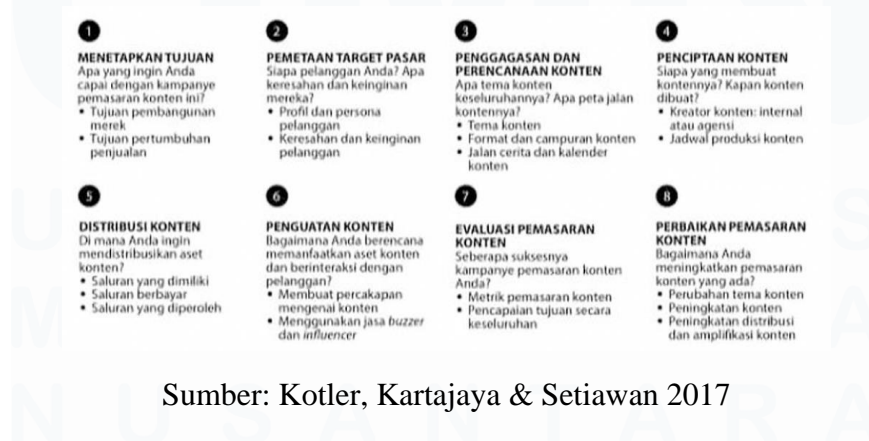 1
MENETAPKAN TUJUAN
Apa yang ingin Anda
capai dengan kampanye
pemasaran konten ini?
• Tujuan pembangunan
merek
• Tujuan pertumbuhan
penjualan
2
PEMETAAN TARGET PASAR
Siapa pelanggan Anda? Apa
keresahan dan keinginan
mereka?
• Profil dan persona
pelanggan
• Keresahan dan keinginan
pelanggan
3
PENGGAGASAN DAN
PERENCANAAN KONTEN
Apa tema konten
keseluruhannya? Apa peta jalan
kontennya?
• Tema konten
• Format dan campuran konten
• Jalan cerita dan kalender
konten
4
PENCIPTAAN KONTEN
Siapa yang membuat
kontennya? Kapan konten
dibuat?
• Kreator konten: internal
atau agensi
• Jadwal produksi konten
5
DISTRIBUSI KONTEN
Di mana Anda ingin
mendistribusikan aset
konten?
• Saluran yang dimiliki
• Saluran berbayar
• Saluran yang diperoleh
6
PENGUATAN KONTEN
Bagaimana Anda berencana
memanfaatkan aset konten
dan berinteraksi dengan
pelanggan?
• Membuat percakapan
mengenai konten
• Menggunakan jasa buzzer
dan influencer
7
EVALUASI PEMASARAN
KONTEN
Seberapa suksesnya
kampanye pemasaran konten
Anda?
• Metrik pemasaran konten
• Pencapaian tujuan secara
keseluruhan
8
PERBAIKAN PEMASARAN
KONTEN
Bagaimana Anda
meningkatkan pemasaran
konten yang ada?
• Perubahan tema konten
• Peningkatan konten
• Peningkatan distribusi
dan amplifikasi konten
Sumber: Kotler, Kartajaya & Setiawan 2017
NUSANTARA